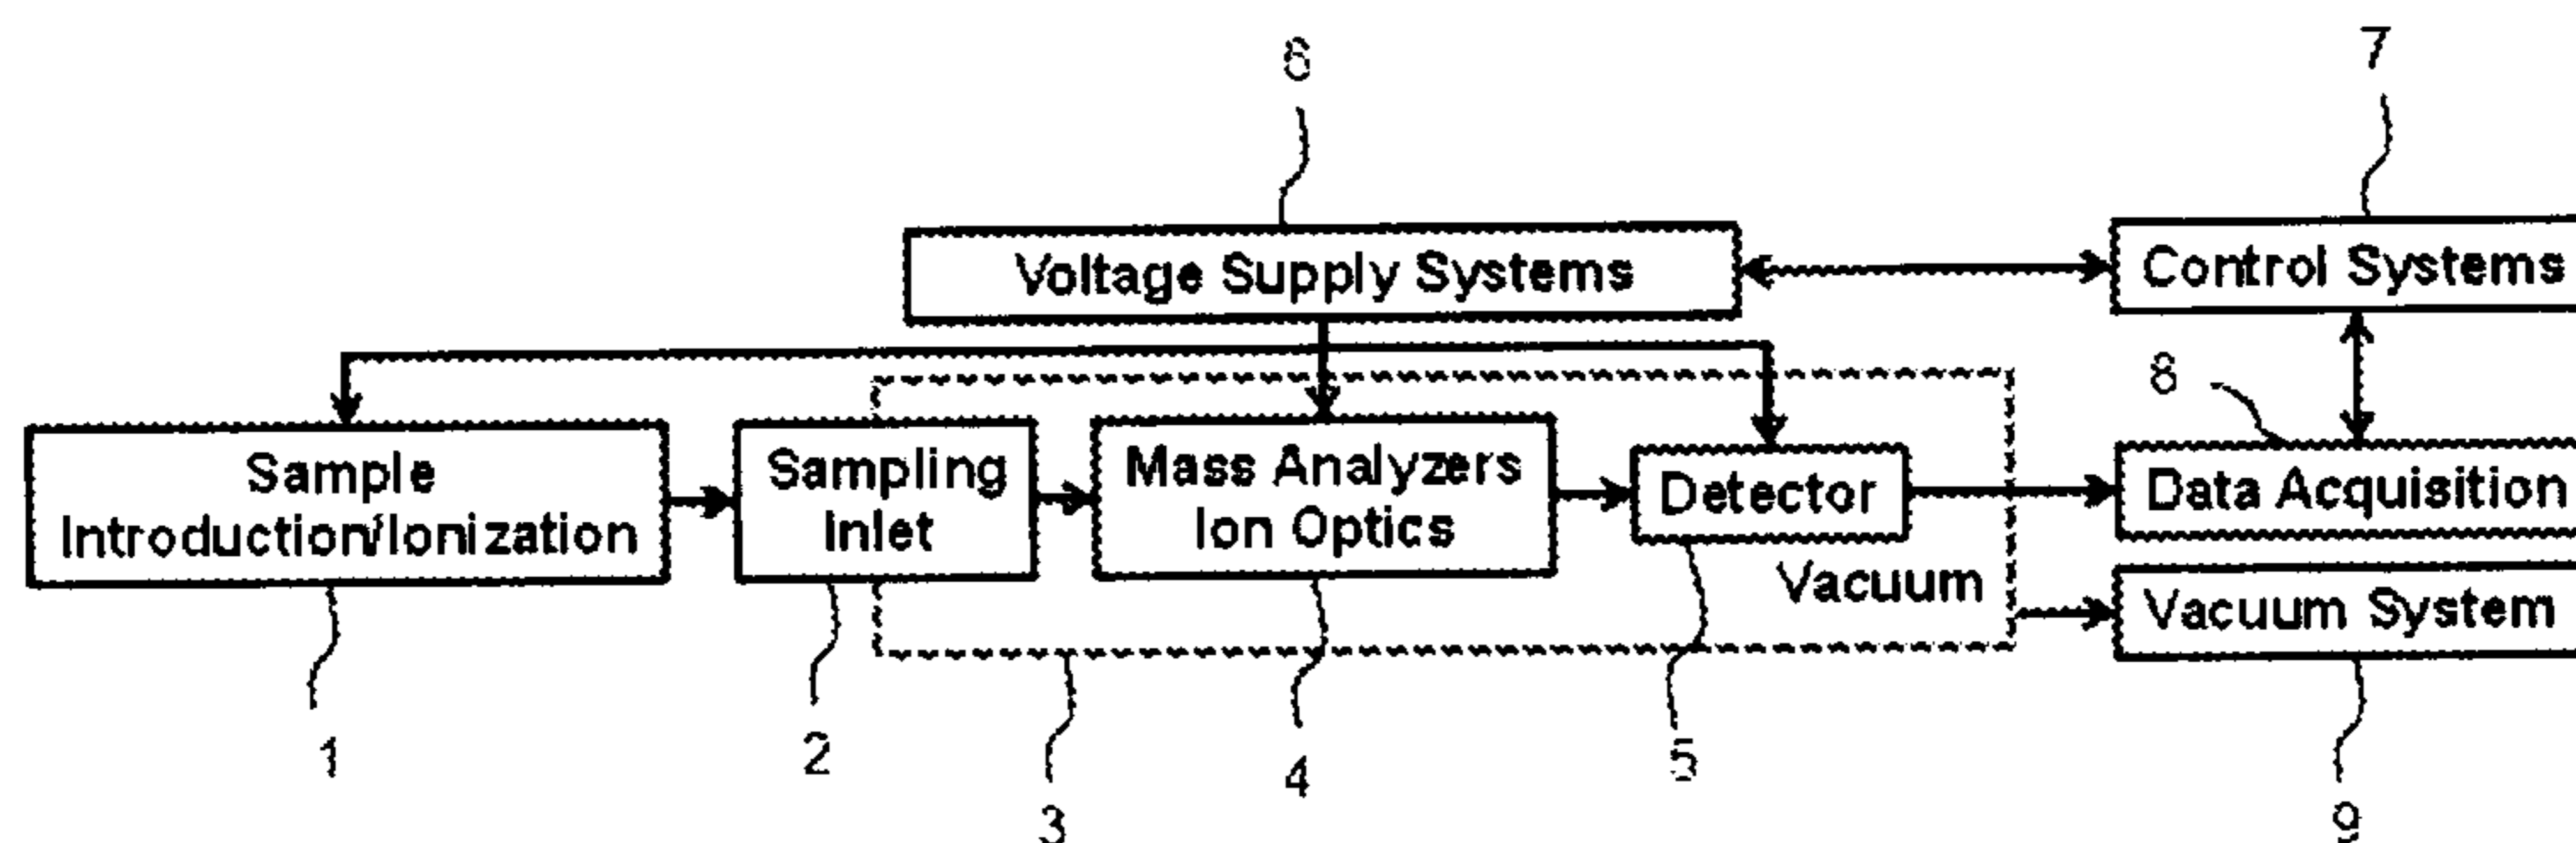 6
7
Voltage Supply Systems
Control Systems
8
Sample
Introduction/Ionization
Sampling
Inlet
Mass Analyzers
Ion Optics
Detector
Data Acquisition
Vacuum
Vacuum System
1
2
3
4
5
9